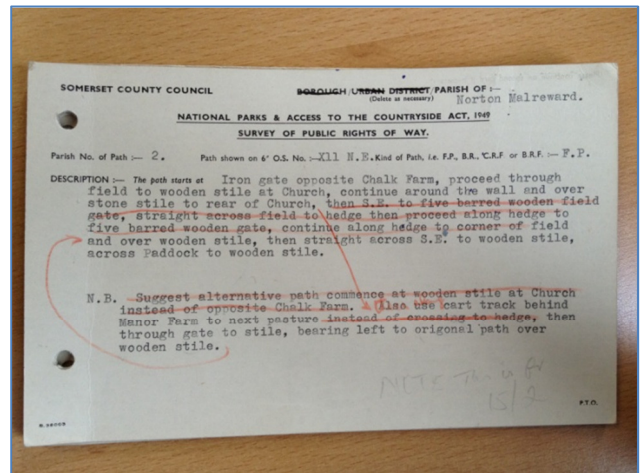 SOMERSET COUNTY COUNCIL
BOROUGH/URBAN DISTRICT/PARISH OF :—
(Delete as necessary) Norton Malreward.
NATIONAL PARKS & ACCESS TO THE COUNTRYSIDE ACT, 1949
SURVEY OF PUBLIC RIGHTS OF WAY.
Parish No. of Path :— 2. Path shown on 6" O.S. No. :— X11 N.E. Kind of Path, i.e. F.P., B.R., C.R.F or B.R.F. :— F.P.
DESCRIPTION :— The path starts at Iron gate opposite Chalk Farm, proceed through
field to wooden stile at Church, continue around the wall and over
stone stile to rear of Church, then S.E. to five barred wooden field
gate, straight across field to hedge then proceed along hedge to
five barred wooden gate, continue along hedge to corner of field
and over wooden stile, then straight across S.E. to wooden stile,
across Paddock to wooden stile.
N.B. Suggest alternative path commence at wooden stile at Church
instead of opposite Chalk Farm. Also use cart track behind
Manor Farm to next pasture instead of crossing to hedge, then
through gate to stile, bearing left to origonal path over
wooden stile.
NOTE This is for
15/2
P.T.O.